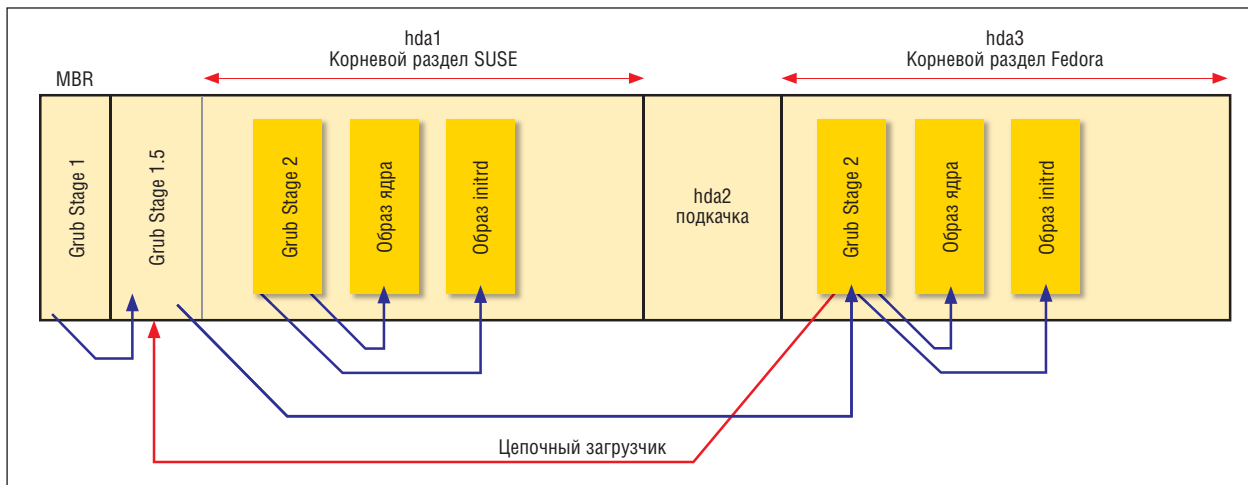 hda1
Корневой раздел SUSE
hda3
Корневой раздел Fedora
MBR
Grub Stage 1
Grub Stage 1.5
Grub Stage 2
Образ ядра
Образ initrd
hda2
подкачка
Grub Stage 2
Образ ядра
Образ initrd
Цепочный загрузчик